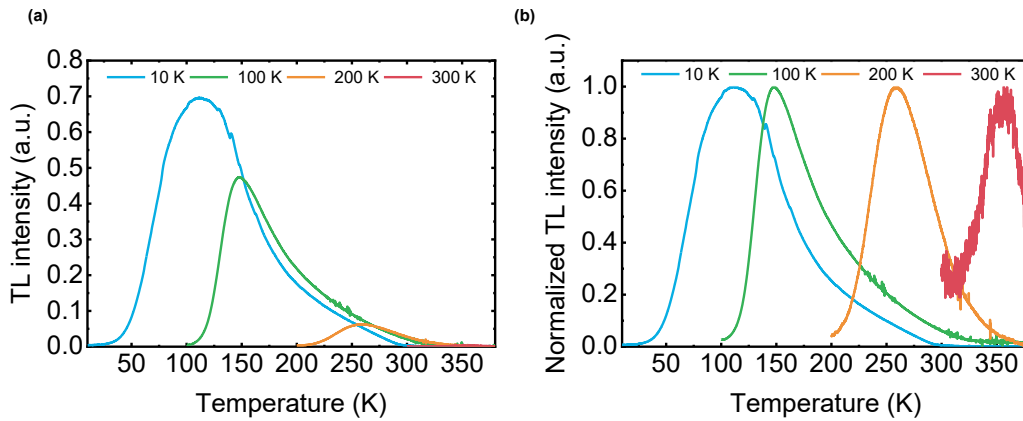 (a)
TL intensity (a.u.)
0.8
0.7
0.6
0.5
0.4
0.3
0.2
0.1
0.0
10 K 100 K 200 K 300 K
50 100 150 200 250 300 350
Temperature (K)
(b)
Normalized TL intensity (a.u.)
1.0
0.8
0.6
0.4
0.2
0.0
10 K 100 K 200 K 300 K
50 100 150 200 250 300 350
Temperature (K)